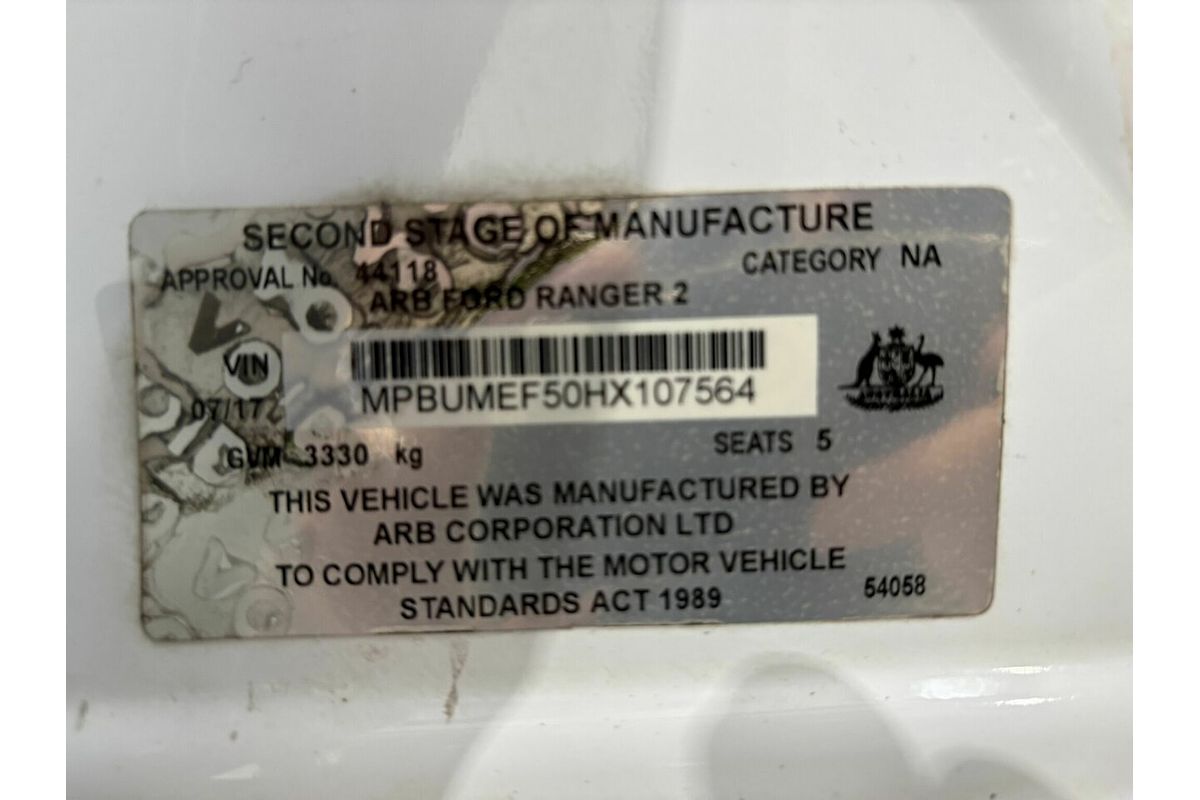 SECOND STAGE OF MANUFACTURE
APPROVAL No. 44118 CATEGORY NA
ARB FORD RANGER 2
VIN
MPBUMEF50HX107564
07/17
AUSTRALIA
GVM 3330 kg SEATS 5
THIS VEHICLE WAS MANUFACTURED BY
ARB CORPORATION LTD
TO COMPLY WITH THE MOTOR VEHICLE
STANDARDS ACT 1989
54058